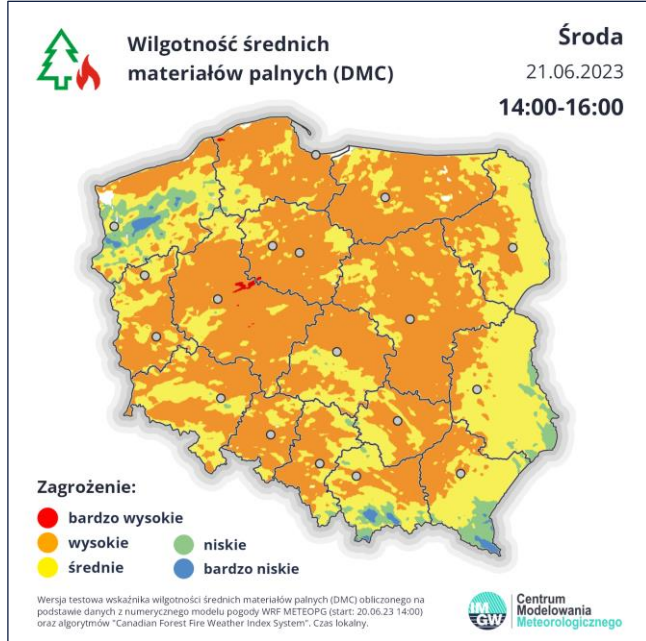 Wilgotność średnich
materiałów palnych (DMC)
Środa
21.06.2023
14:00-16:00
Zagrożenie:
bardzo wysokie
wysokie
średnie
niskie
bardzo niskie
Wersja testowa wskaźnika wilgotności średnich materiałów palnych (DMC) obliczonego na
podstawie danych z numerycznego modelu pogody WRF METEOPG (start: 20.06.23 14:00)
oraz algorytmów "Canadian Forest Fire Weather Index System". Czas lokalny.
IMGW
Centrum
Modelowania
Meteorologicznego